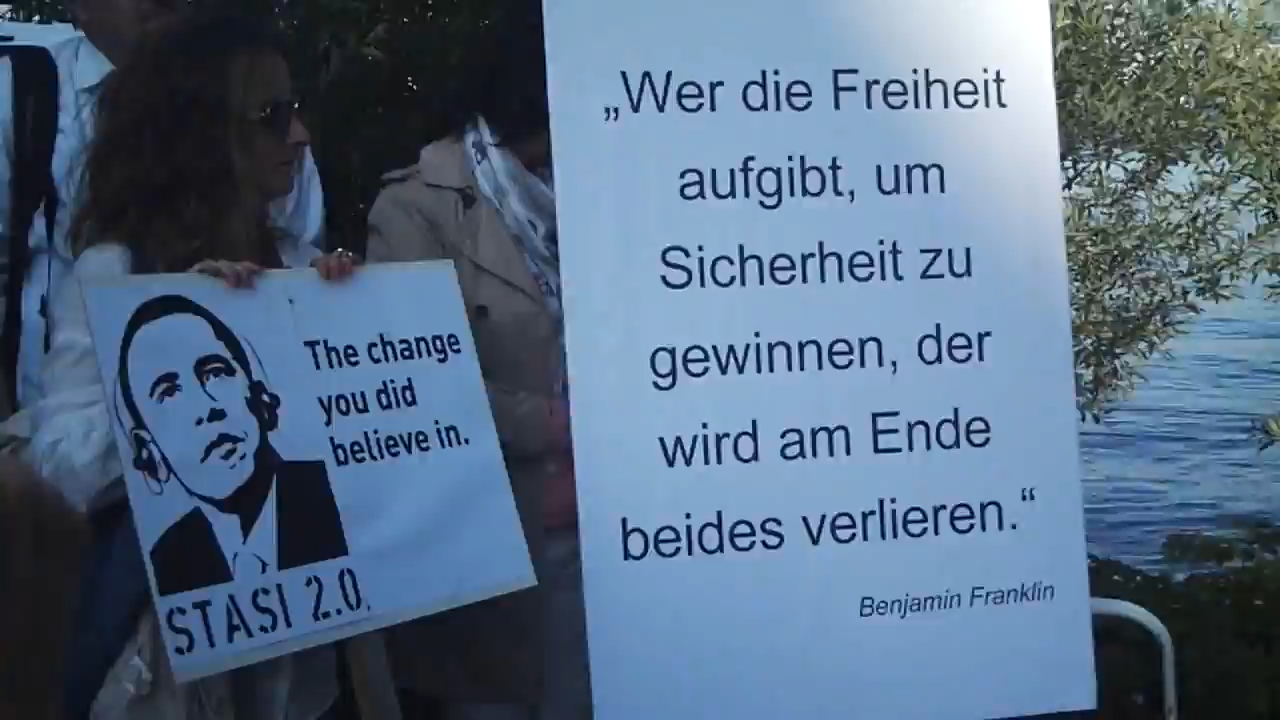 The change
you did
believe in.
STASI 2.0
„Wer die Freiheit
aufgibt, um
Sicherheit zu
gewinnen, der
wird am Ende
beides verlieren.“
Benjamin Franklin